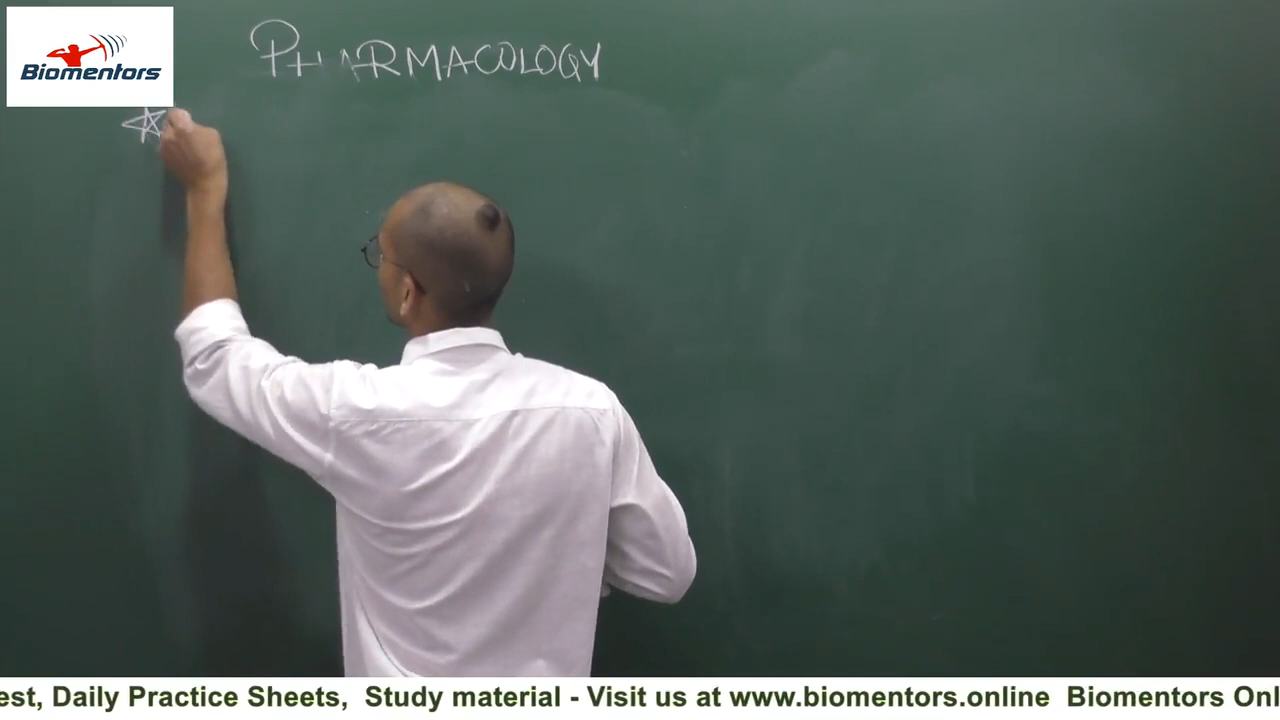 Biomentors
PHARMACOLOGY
est, Daily Practice Sheets, Study material - Visit us at www.biomentors.online Biomentors Onl